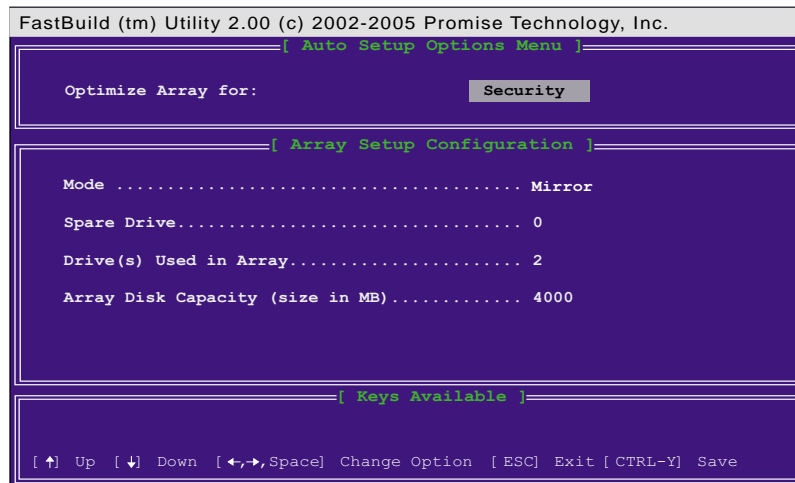 FastBuild (tm) Utility 2.00 (c) 2002-2005 Promise Technology, Inc.
[ Auto Setup Options Menu ]
Optimize Array for: Security
[ Array Setup Configuration ]
Mode ........................................ Mirror
Spare Drive.................................. 0
Drive(s) Used in Array....................... 2
Array Disk Capacity (size in MB)............. 4000
[ Keys Available ]
[↑] Up [↓] Down [←,→,Space] Change Option [ESC] Exit [CTRL-Y] Save